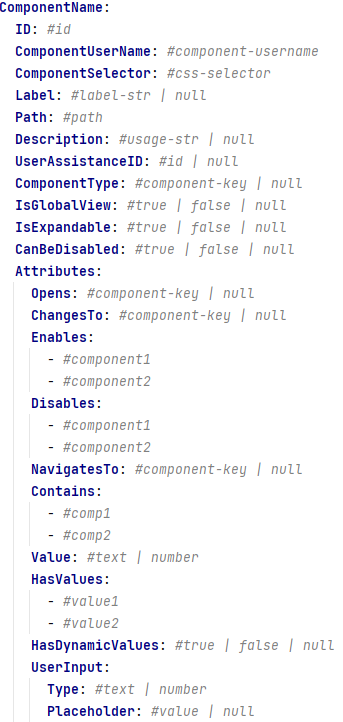 ComponentName:
  ID: #id
  ComponentUserName: #component-username
  ComponentSelector: #css-selector
  Label: #label-str | null
  Path: #path
  Description: #usage-str | null
  UserAssistanceID: #id | null
  ComponentType: #component-key | null
  IsGlobalView: #true | false | null
  IsExpandable: #true | false | null
  CanBeDisabled: #true | false | null
  Attributes:
    Opens: #component-key | null
    ChangesTo: #component-key | null
    Enables:
      - #component1
      - #component2
    Disables:
      - #component1
      - #component2
    NavigatesTo: #component-key | null
    Contains:
      - #comp1
      - #comp2
    Value: #text | number
    HasValues:
      - #value1
      - #value2
    HasDynamicValues: #true | false | null
    UserInput:
      Type: #text | number
      Placeholder: #value | null